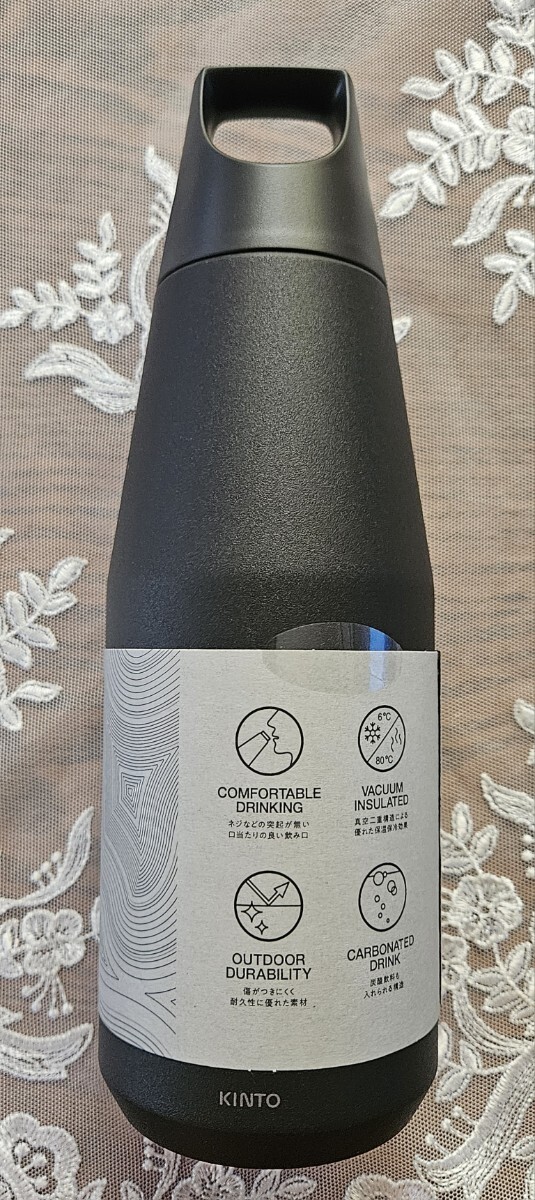 COMFORTABLE
DRINKING
ネジなどの突起が無い
口当たりの良い飲み口
6°C
80°C
VACUUM
INSULATED
真空二重構造による
優れた保温保冷効果
OUTDOOR
DURABILITY
傷がつきにくく
耐久性に優れた素材
CARBONATED
DRINK
炭酸飲料も
入れられる構造
KINTO